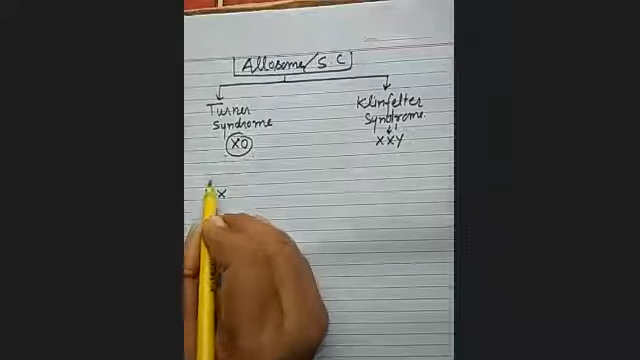 Allosome/S.C
Turner
Syndrome
XO
Klinfelter
Syndrome
XXY
X